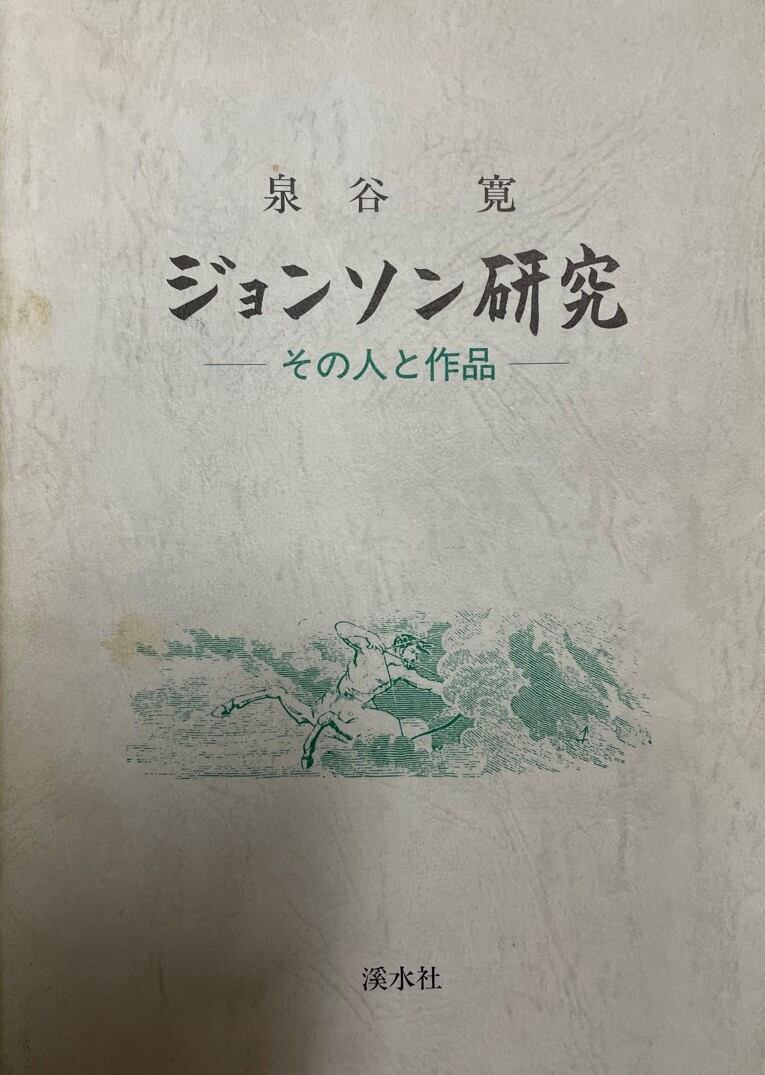 泉谷 寛
ジョンソン研究
— その人と作品 —
溪水社